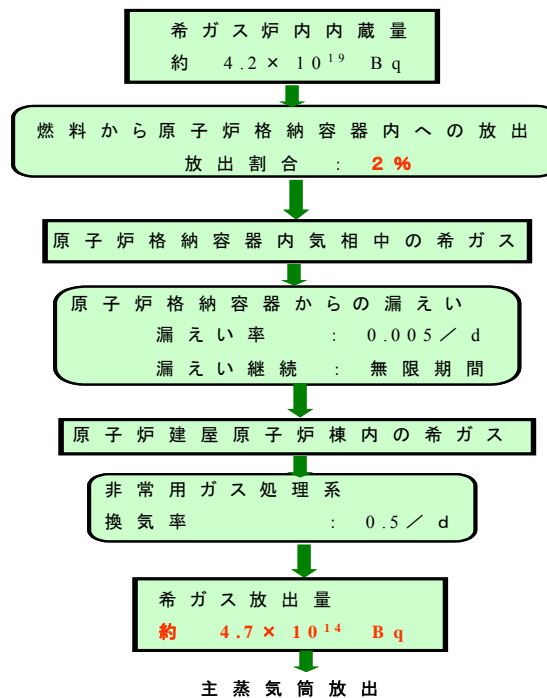 希ガス炉内内蔵量
約 4.2×10¹⁹ Bq
燃料から原子炉格納容器内への放出
放出割合 : 2%
原子炉格納容器内気相中の希ガス
原子炉格納容器からの漏えい
漏えい率 : 0.005/d
漏えい継続 : 無限期間
原子炉建屋原子炉棟内の希ガス
非常用ガス処理系
換気率 : 0.5/d
希ガス放出量
約 4.7×10¹⁴ Bq
主蒸気筒放出